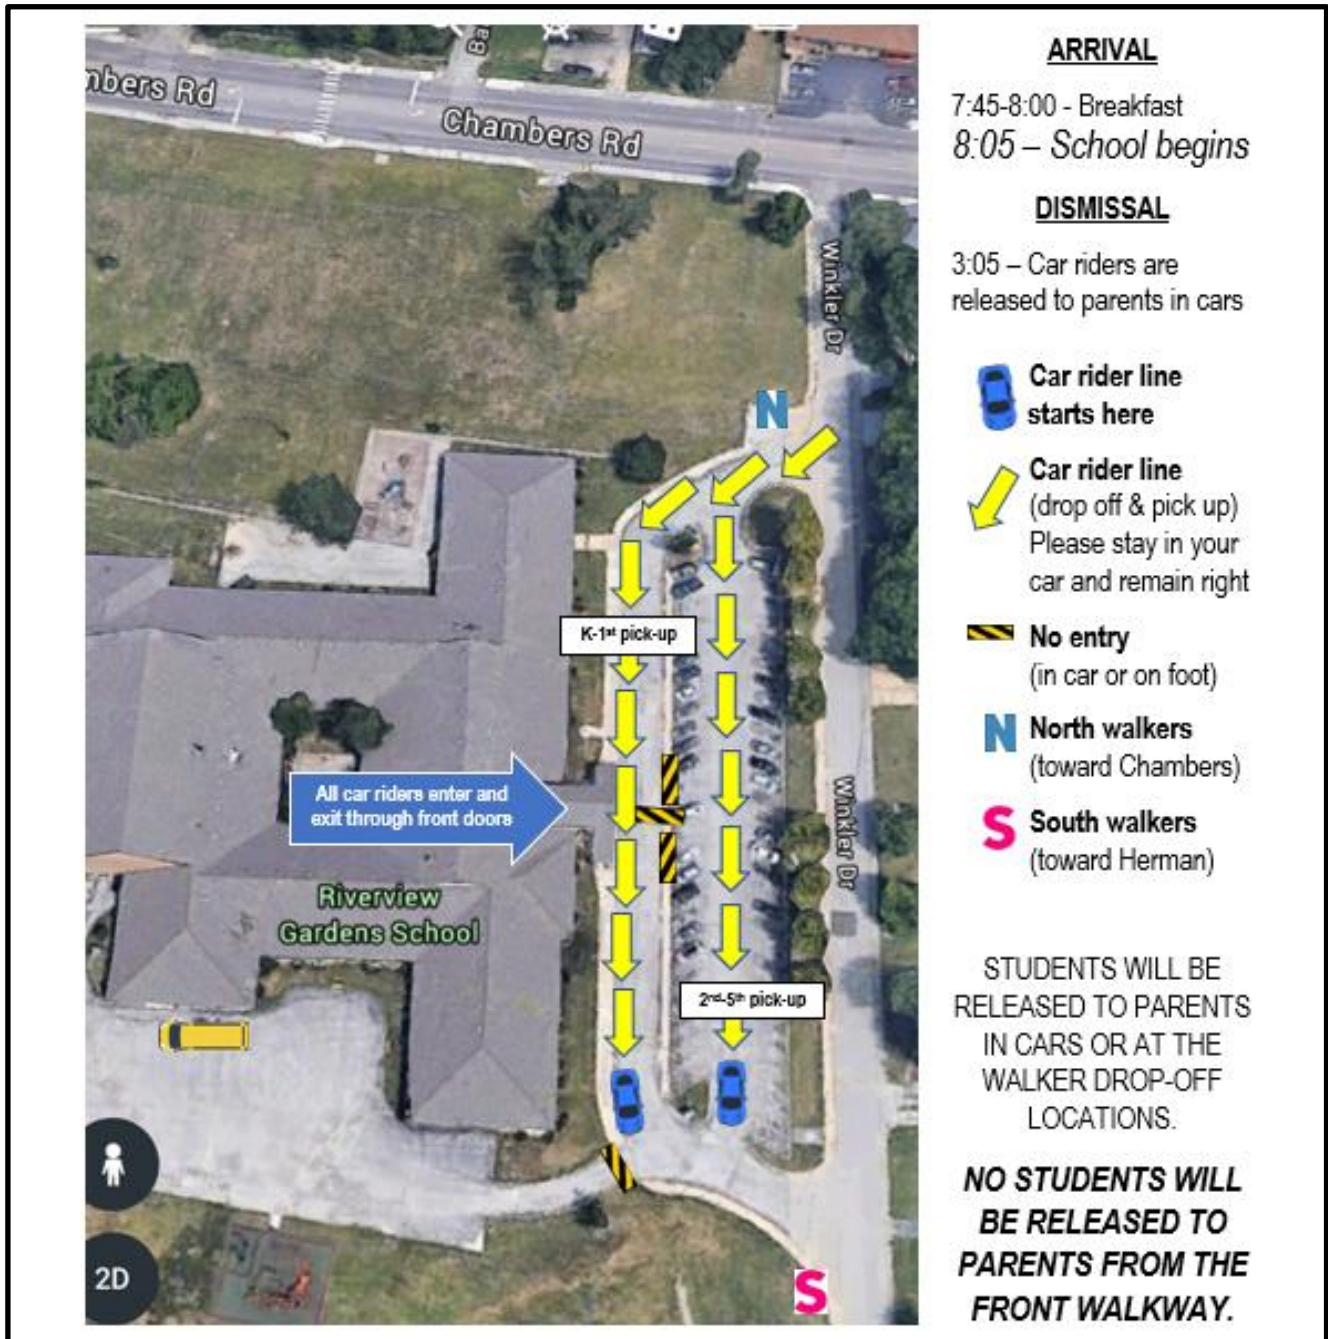 mbers Rd
Ba
Chambers Rd
Winkler Dr
N
K-1st pick-up
All car riders enter and
exit through front doors
Winkler Dr
Riverview
Gardens School
2nd-5th pick-up
2D
S
ARRIVAL
7:45-8:00 - Breakfast
8:05 – School begins
DISMISSAL
3:05 – Car riders are
released to parents in cars
Car rider line
starts here
Car rider line
(drop off & pick up)
Please stay in your
car and remain right
No entry
(in car or on foot)
N North walkers
(toward Chambers)
S South walkers
(toward Herman)
STUDENTS WILL BE
RELEASED TO PARENTS
IN CARS OR AT THE
WALKER DROP-OFF
LOCATIONS.
NO STUDENTS WILL
BE RELEASED TO
PARENTS FROM THE
FRONT WALKWAY.